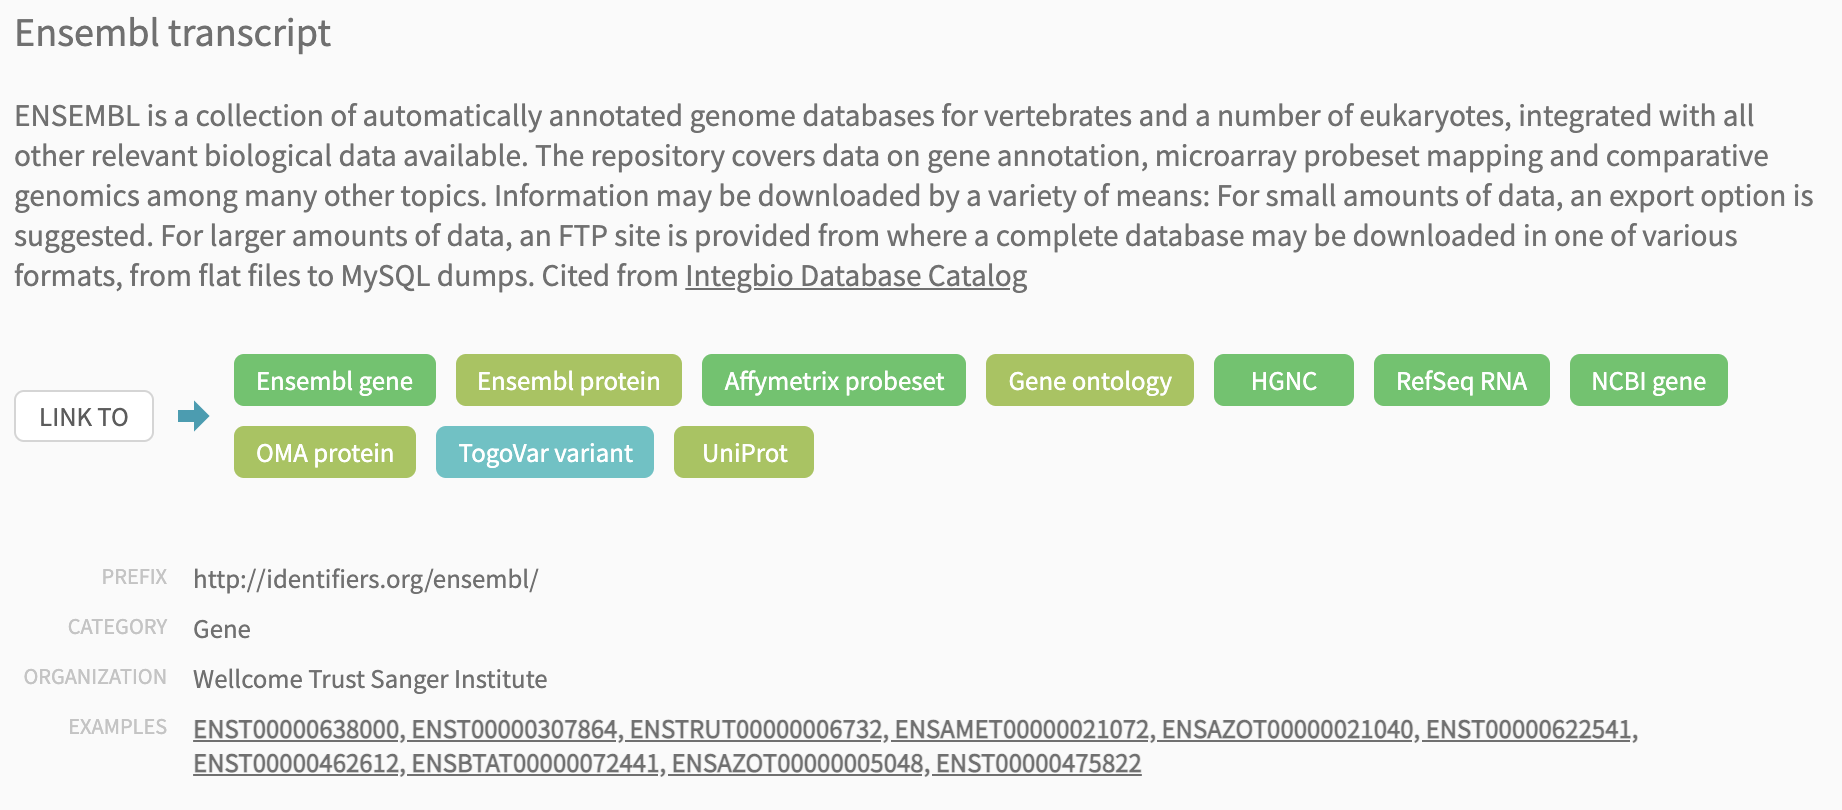 Ensembl transcript
ENSEMBL is a collection of automatically annotated genome databases for vertebrates and a number of eukaryotes, integrated with all
other relevant biological data available. The repository covers data on gene annotation, microarray probeset mapping and comparative
genomics among many other topics. Information may be downloaded by a variety of means: For small amounts of data, an export option is
suggested. For larger amounts of data, an FTP site is provided from where a complete database may be downloaded in one of various
formats, from flat files to MySQL dumps. Cited from Integbio Database Catalog
LINK TO
Ensembl gene Ensembl protein Affymetrix probeset Gene ontology HGNC RefSeq RNA NCBI gene
OMA protein TogoVar variant UniProt
PREFIX http://identifiers.org/ensembl/
CATEGORY Gene
ORGANIZATION Wellcome Trust Sanger Institute
EXAMPLES ENST00000638000, ENST00000307864, ENSTRUT00000006732, ENSAMET00000021072, ENSAZOT00000021040, ENST00000622541,
ENST00000462612, ENSBTAT00000072441, ENSAZOT00000005048, ENST00000475822